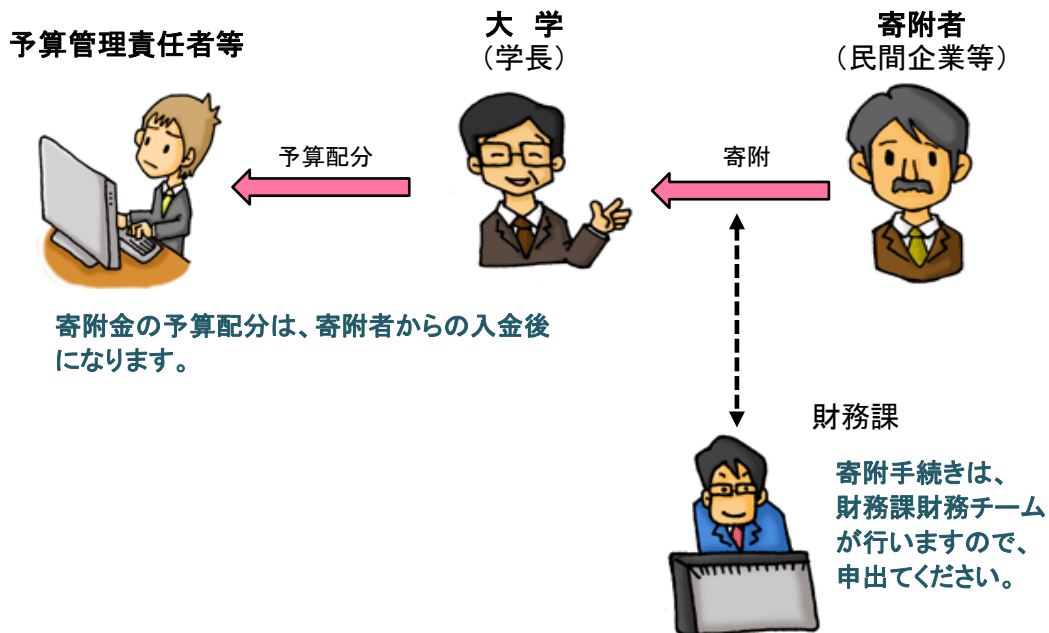 予算管理責任者等
大　学
（学長）
寄附者
（民間企業等）
予算配分
寄附
寄附金の予算配分は、寄附者からの入金後
になります。
財務課
寄附手続きは、
財務課財務チーム
が行いますので、
申出てください。